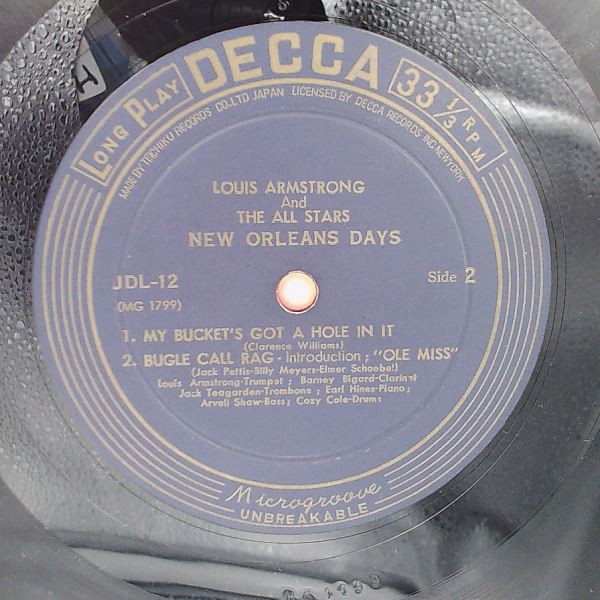 LONG PLAY DECCA 33 1/3 RPM
MADE BY TEICHIKU RECORDS CO.LTD JAPAN LICENSED BY DECCA RECORDS INC NEWYORK
LOUIS ARMSTRONG
And
THE ALL STARS
NEW ORLEANS DAYS
JDL-12
Side 2
(MG 1799)
1. MY BUCKET'S GOT A HOLE IN IT
(Clarence Williams)
2. BUGLE CALL RAG - Introduction ; "OLE MISS"
(Jack Pettis-Billy Meyers-Elmer Schoebel)
Louis Armstrong-Trumpet ; Barney Bigard-Clarinet
Jack Teagarden-Trombone ; Earl Hines-Piano ;
Arvell Shaw-Bass ; Cozy Cole-Drums
Microgroove
UNBREAKABLE